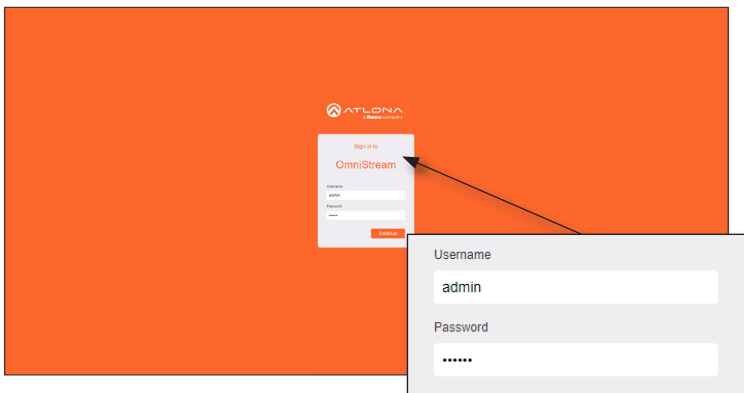 ATLONA
a Panduit company
Sign in to
OmniStream
Username
admin
Password
••••••
Continue
Username
admin
Password
••••••